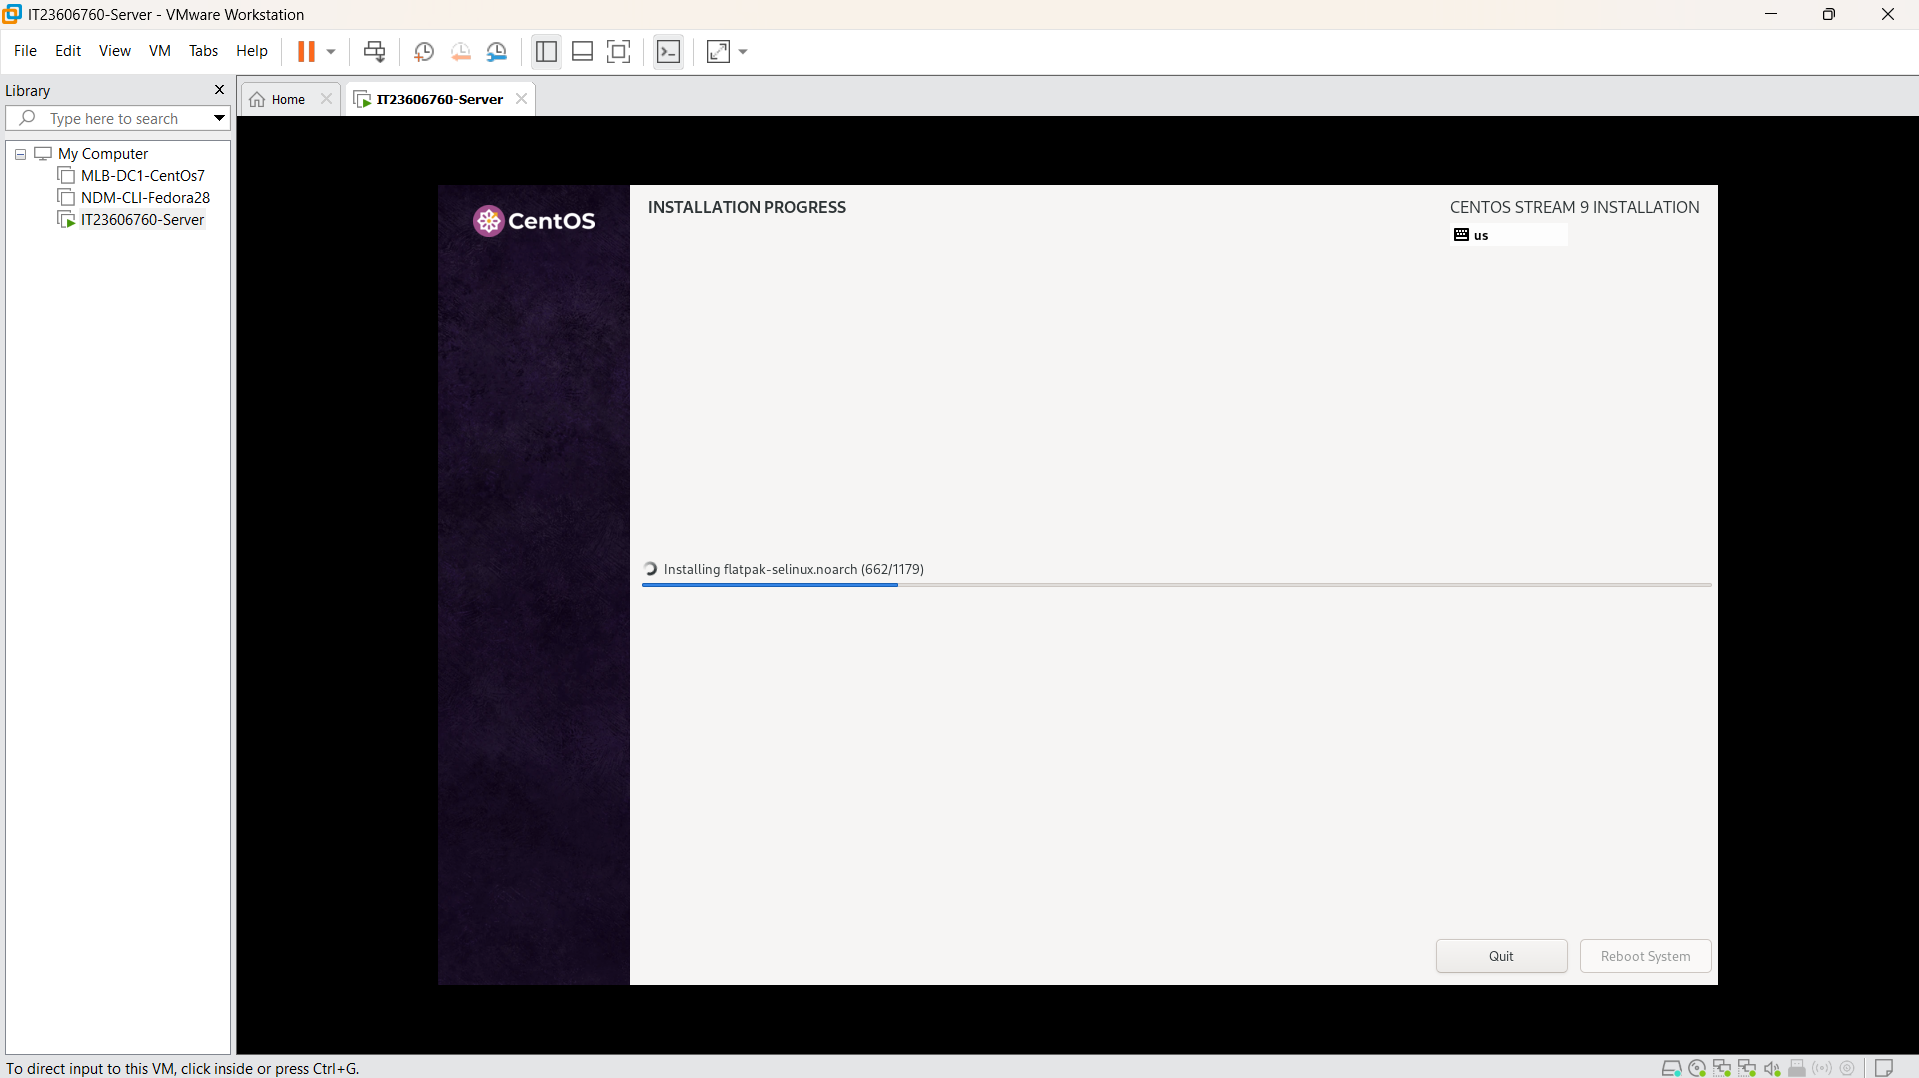 IT23606760-Server - VMware Workstation
File Edit View VM Tabs Help
Library
Type here to search
My Computer
MLB-DC1-CentOs7
NDM-CLI-Fedora28
IT23606760-Server
Home
IT23606760-Server
CentOS
INSTALLATION PROGRESS
CENTOS STREAM 9 INSTALLATION
us
Installing flatpak-selinux.noarch (662/1179)
Quit
Reboot System
To direct input to this VM, click inside or press Ctrl+G.